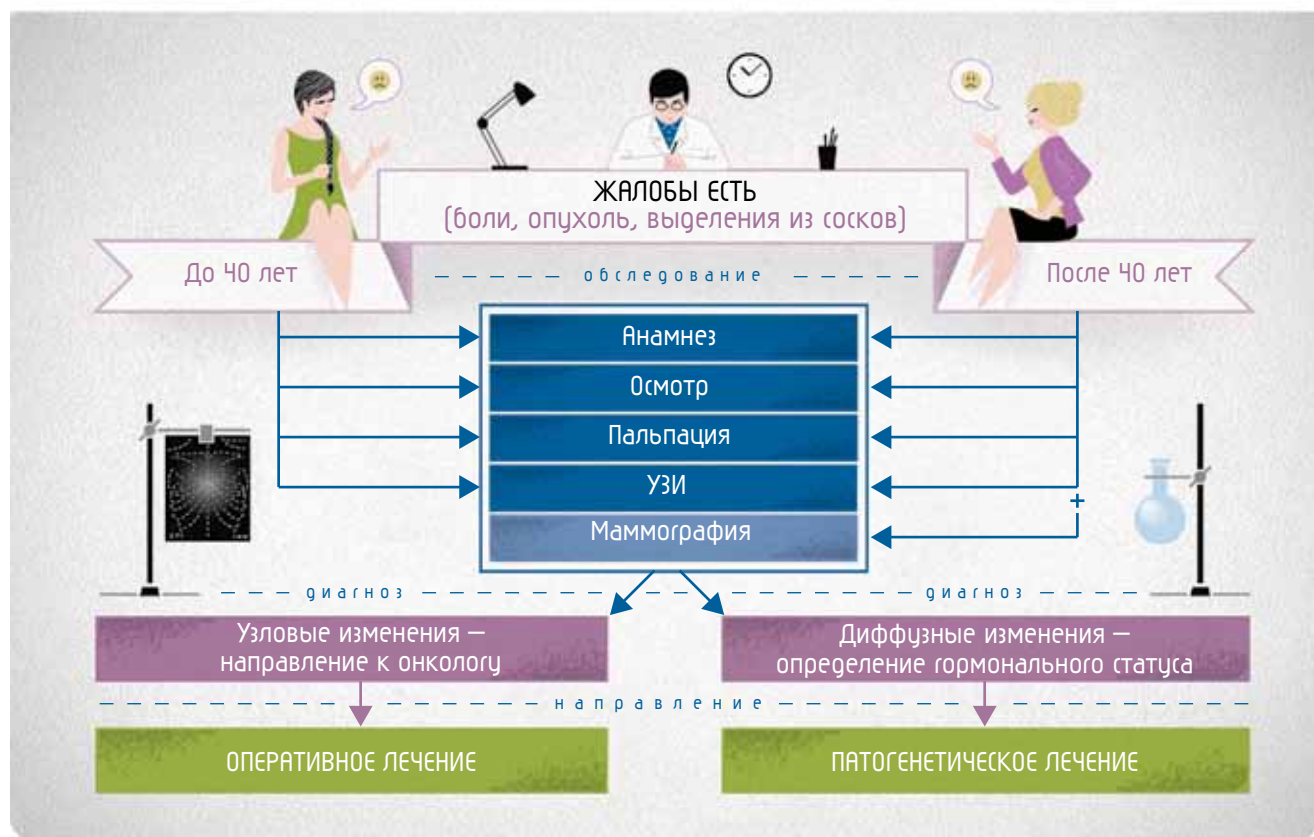 ЖАЛОБЫ ЕСТЬ
(боли, опухоль, выделения из сосков)
До 40 лет
После 40 лет
обследование
Анамнез
Осмотр
Пальпация
УЗИ
+
Маммография
диагноз
диагноз
Узловые изменения —
направление к онкологу
Диффузные изменения —
определение гормонального статуса
направление
ОПЕРАТИВНОЕ ЛЕЧЕНИЕ
ПАТОГЕНЕТИЧЕСКОЕ ЛЕЧЕНИЕ